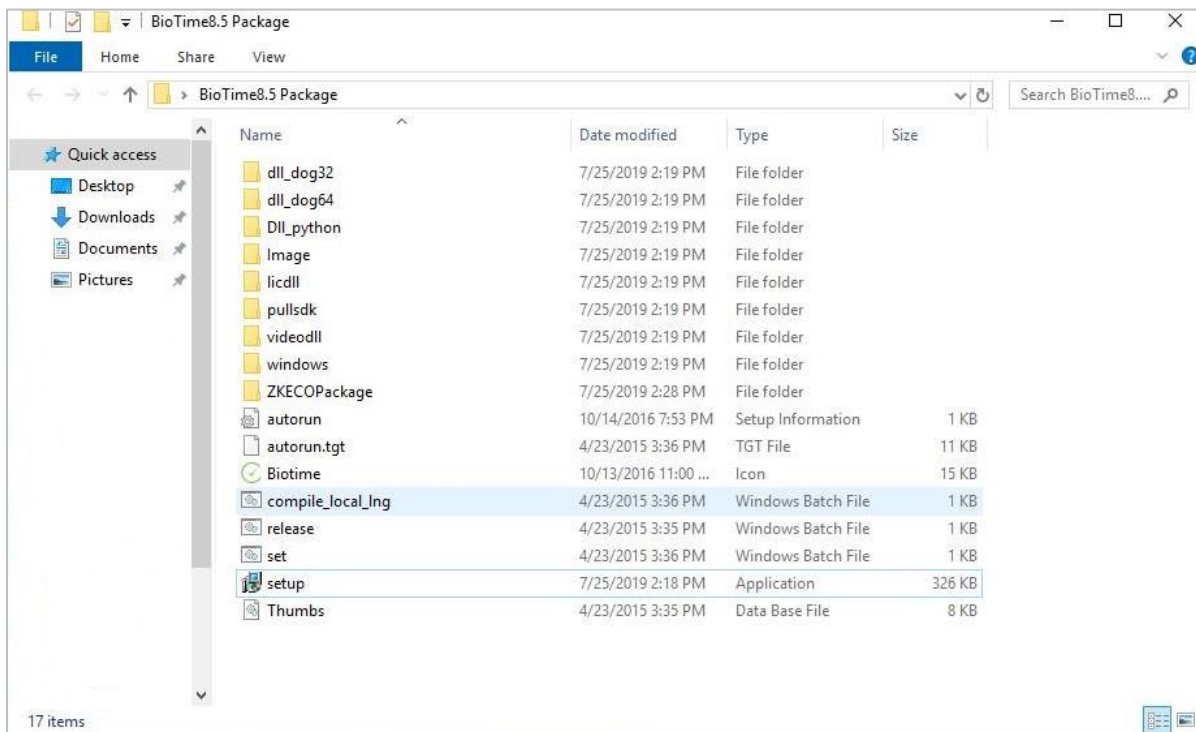 BioTime8.5 Package
File Home Share View
BioTime8.5 Package Search BioTime8....
Name Date modified Type Size
Quick access
Desktop
Downloads
Documents
Pictures
dll_dog32 7/25/2019 2:19 PM File folder
dll_dog64 7/25/2019 2:19 PM File folder
Dll_python 7/25/2019 2:19 PM File folder
Image 7/25/2019 2:19 PM File folder
licdll 7/25/2019 2:19 PM File folder
pullsdk 7/25/2019 2:19 PM File folder
videodll 7/25/2019 2:19 PM File folder
windows 7/25/2019 2:19 PM File folder
ZKECOPackage 7/25/2019 2:28 PM File folder
autorun 10/14/2016 7:53 PM Setup Information 1 KB
autorun.tgt 4/23/2015 3:36 PM TGT File 11 KB
Biotime 10/13/2016 11:00 ... Icon 15 KB
compile_local_lng 4/23/2015 3:36 PM Windows Batch File 1 KB
release 4/23/2015 3:35 PM Windows Batch File 1 KB
set 4/23/2015 3:36 PM Windows Batch File 1 KB
setup 7/25/2019 2:18 PM Application 326 KB
Thumbs 4/23/2015 3:35 PM Data Base File 8 KB
17 items